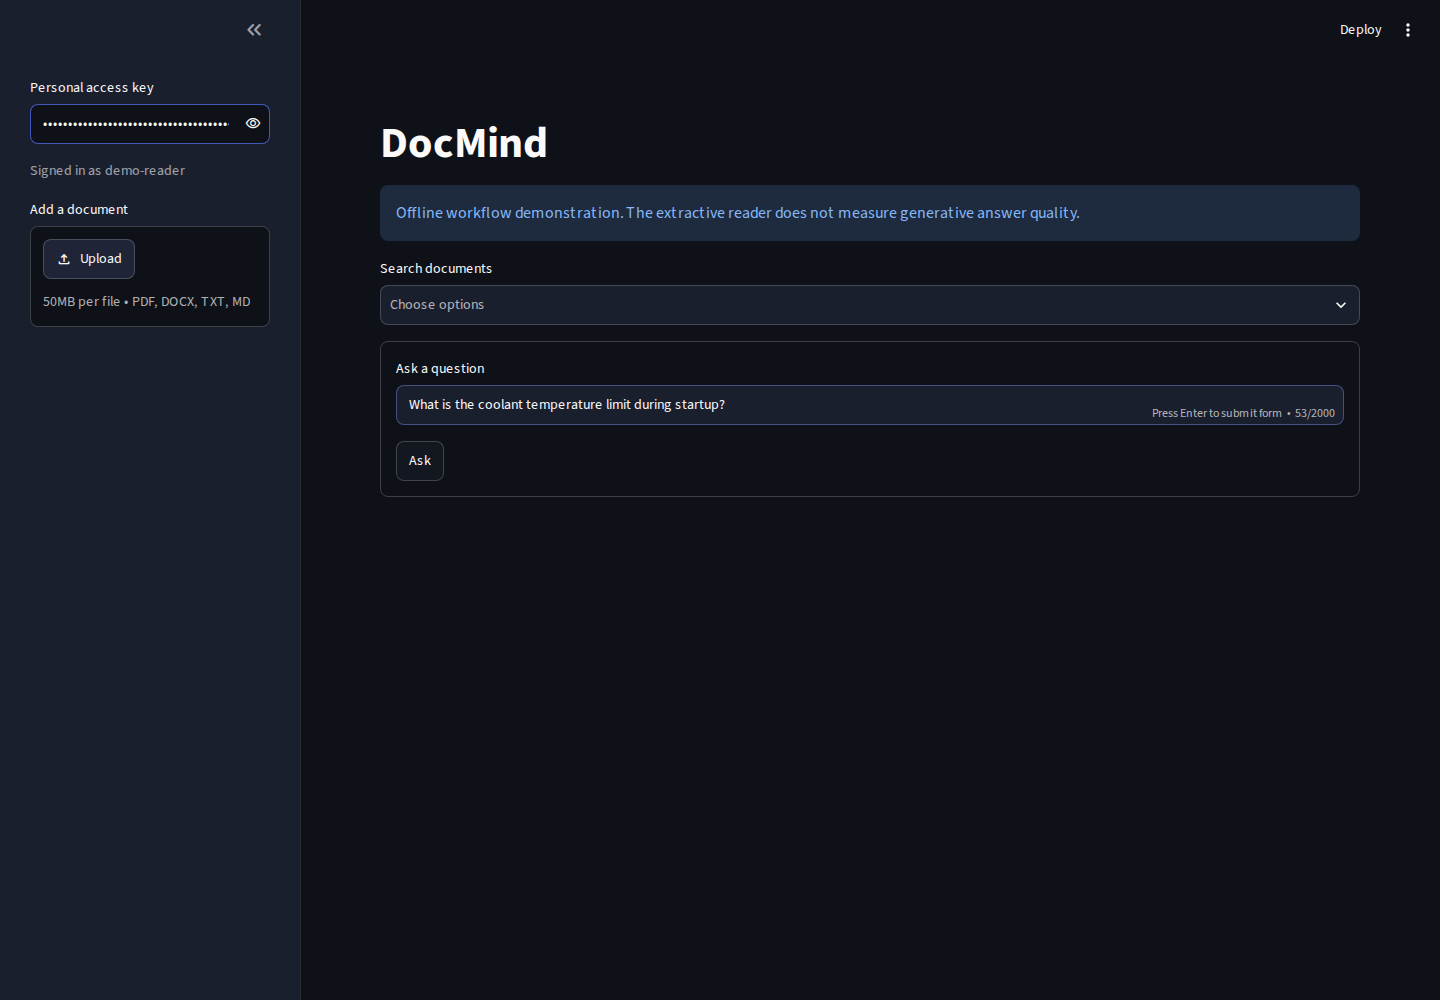 Deploy
Personal access key
••••••••••••••••••••••••••••••••••••••
Signed in as demo-reader
Add a document
Upload
50MB per file • PDF, DOCX, TXT, MD
DocMind
Offline workflow demonstration. The extractive reader does not measure generative answer quality.
Search documents
Choose options
Ask a question
What is the coolant temperature limit during startup?
Press Enter to submit form • 53/2000
Ask